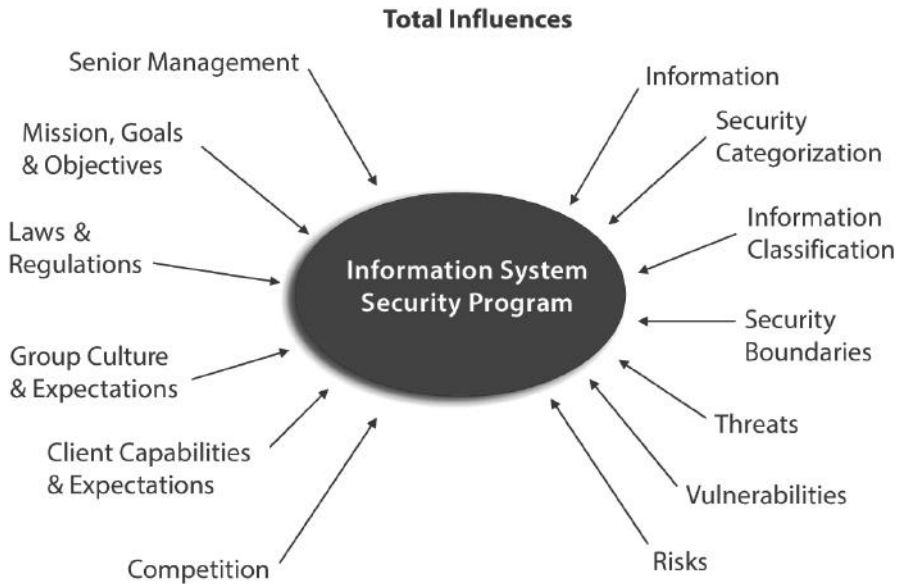 Total Influences
Senior Management
Mission, Goals
& Objectives
Laws &
Regulations
Group Culture
& Expectations
Client Capabilities
& Expectations
Competition
Information System
Security Program
Information
Security
Categorization
Information
Classification
Security
Boundaries
Threats
Vulnerabilities
Risks